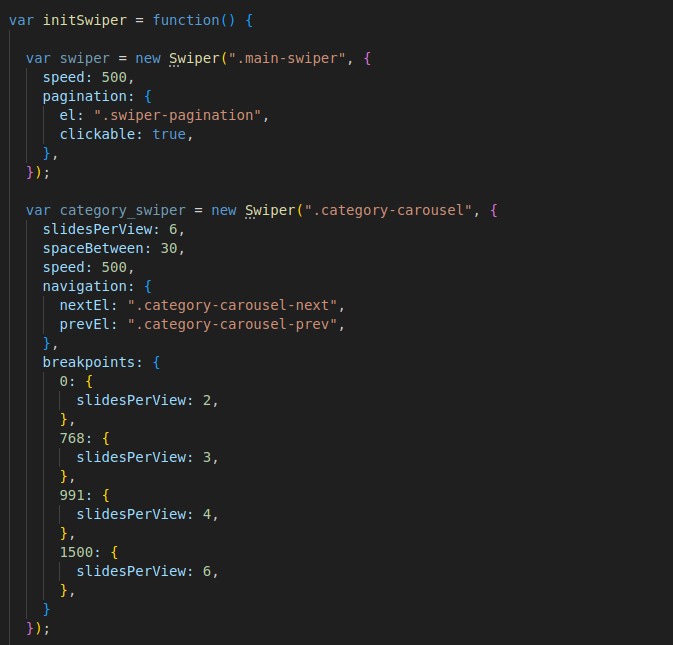 var initSwiper = function() {
var swiper = new Swiper(".main-swiper", {
speed: 500,
pagination: {
el: ".swiper-pagination",
clickable: true,
},
});
var category_swiper = new Swiper(".category-carousel", {
slidesPerView: 6,
spaceBetween: 30,
speed: 500,
navigation: {
nextEl: ".category-carousel-next",
prevEl: ".category-carousel-prev",
},
breakpoints: {
0: {
slidesPerView: 2,
},
768: {
slidesPerView: 3,
},
991: {
slidesPerView: 4,
},
1500: {
slidesPerView: 6,
},
}
});